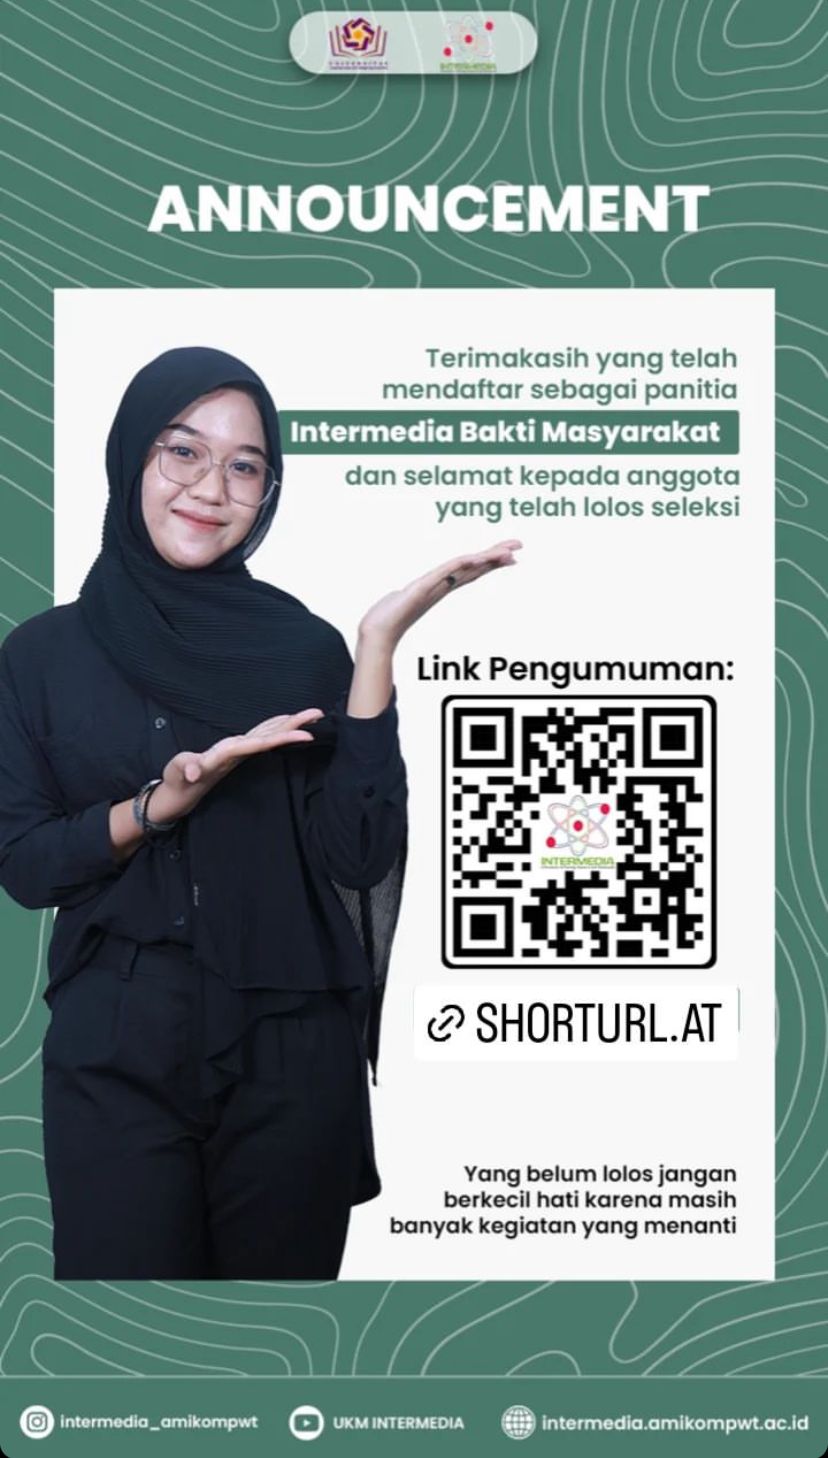 UNIVERSITAS
INTERMEDIA
ANNOUNCEMENT
Terimakasih yang telah
mendaftar sebagai panitia
Intermedia Bakti Masyarakat
dan selamat kepada anggota
yang telah lolos seleksi
Link Pengumuman:
INTERMEDIA
SHORTURL.AT
Yang belum lolos jangan
berkecil hati karena masih
banyak kegiatan yang menanti
intermedia_amikompwt
UKM INTERMEDIA
intermedia.amikompwt.ac.id